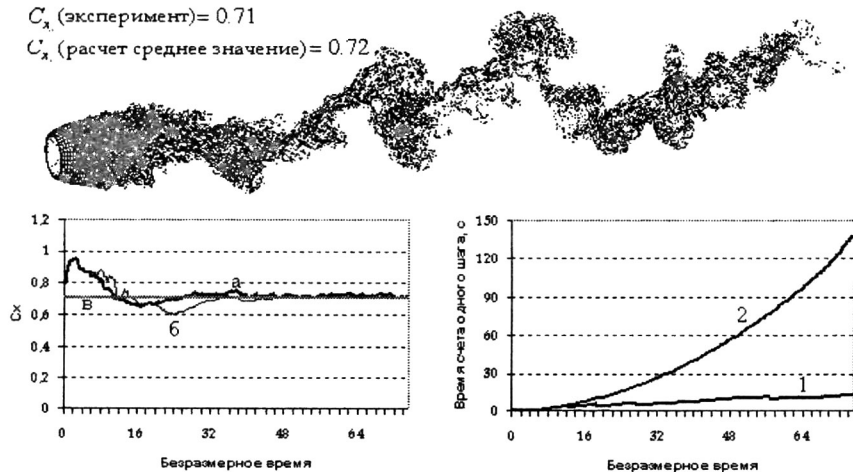 Cx (эксперимент) = 0.71
Cx (расчет среднее значение) = 0.72
1,2
1
0,8
0,6
0,4
0,2
0
Cx
а
в
б
0 16 32 48 64
Безразмерное время
150
120
90
60
30
0
Время счета одного шага, с
2
1
0 16 32 48 64
Безразмерное время